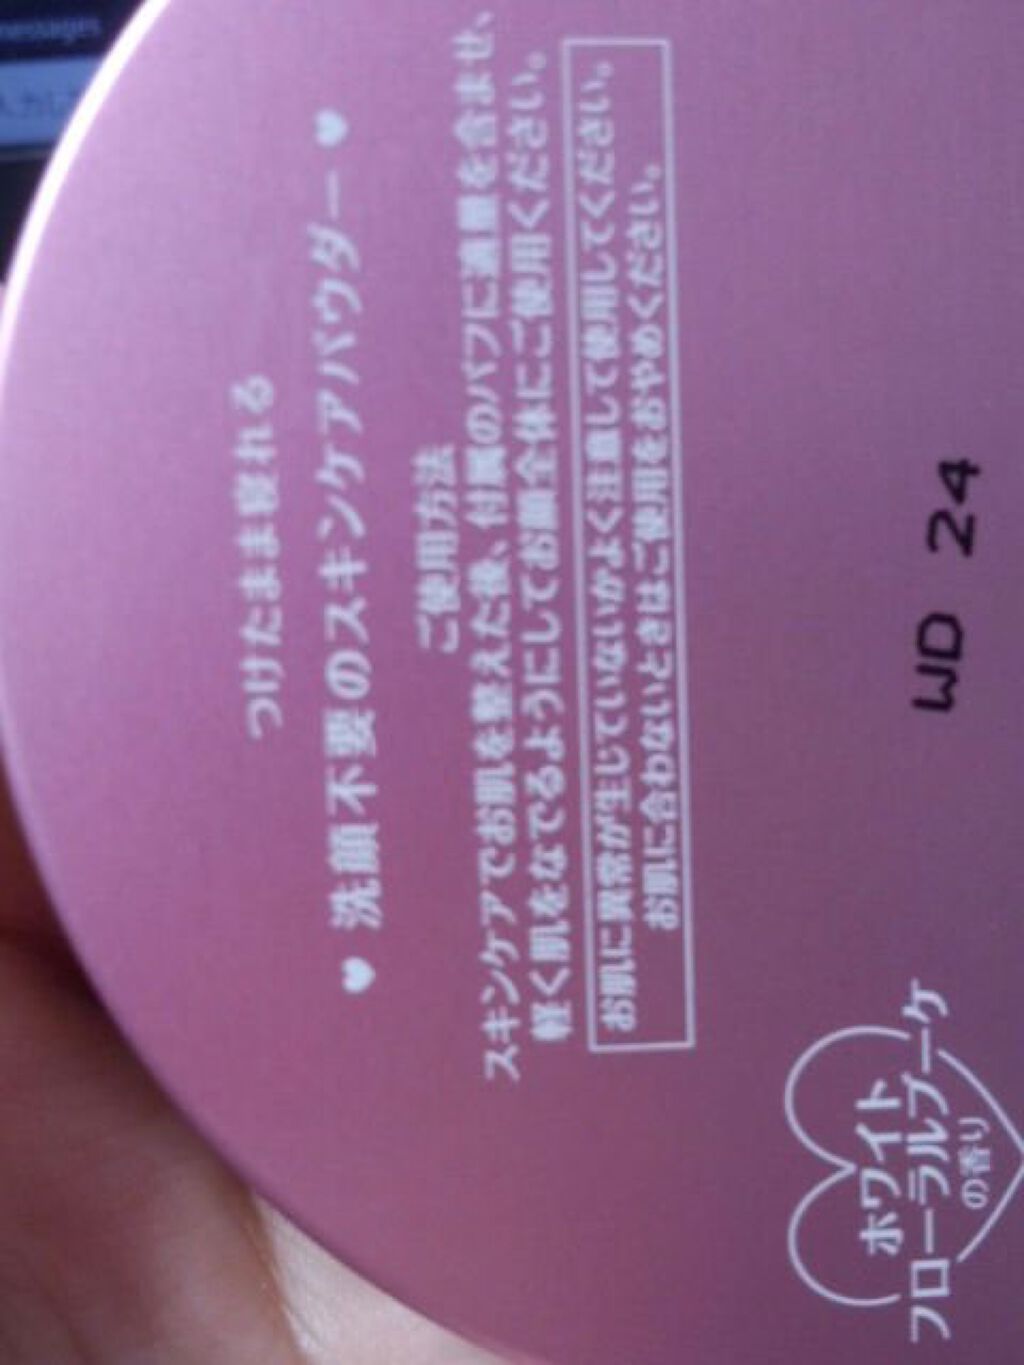 つけたまま寝れる
♥ 洗顔不要のスキンケアパウダー ♥
ご使用方法
スキンケアでお肌を整えた後、付属のパフに適量を含ませ、
軽く肌をなでるようにしてお顔全体にご使用ください。
お肌に異常が生じていないかよく注意して使用してください。
お肌に合わないときはご使用をおやめください。
WD 24
ホワイト
フローラルブーケ
の香り
messages